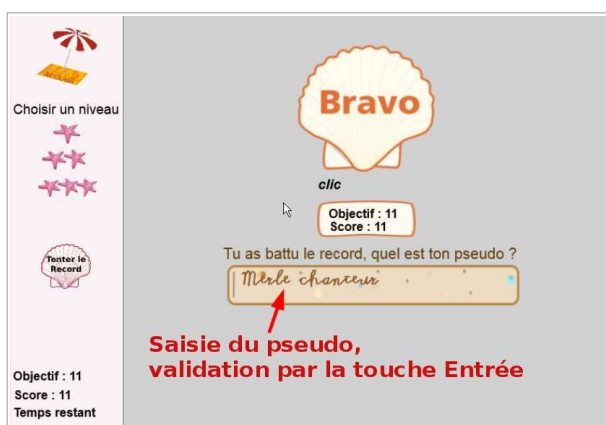 Accueil
Choisir un niveau
Tenter le
Record
Objectif : 11
Score : 11
Temps restant
Bravo
clic
Objectif : 11
Score : 11
Tu as battu le record, quel est ton pseudo ?
Merle chanteur
Saisie du pseudo,
validation par la touche Entrée